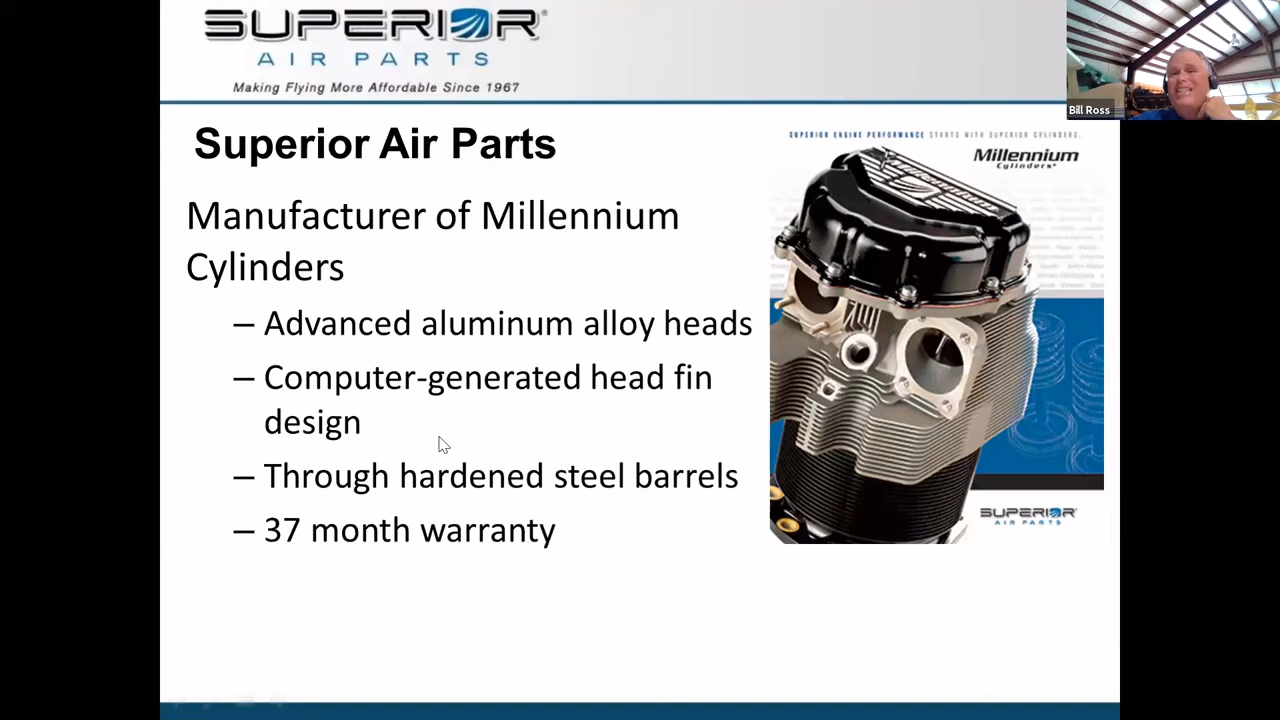 SUPERIOR®
AIR PARTS
Making Flying More Affordable Since 1967
Bill Ross
Superior Air Parts
SUPERIOR ENGINE PERFORMANCE STARTS WITH SUPERIOR CYLINDERS.
Millennium
Cylinders®
Manufacturer of Millennium
Cylinders
– Advanced aluminum alloy heads
– Computer-generated head fin
design
– Through hardened steel barrels
– 37 month warranty
Millennium
SUPERIOR
AIR PARTS